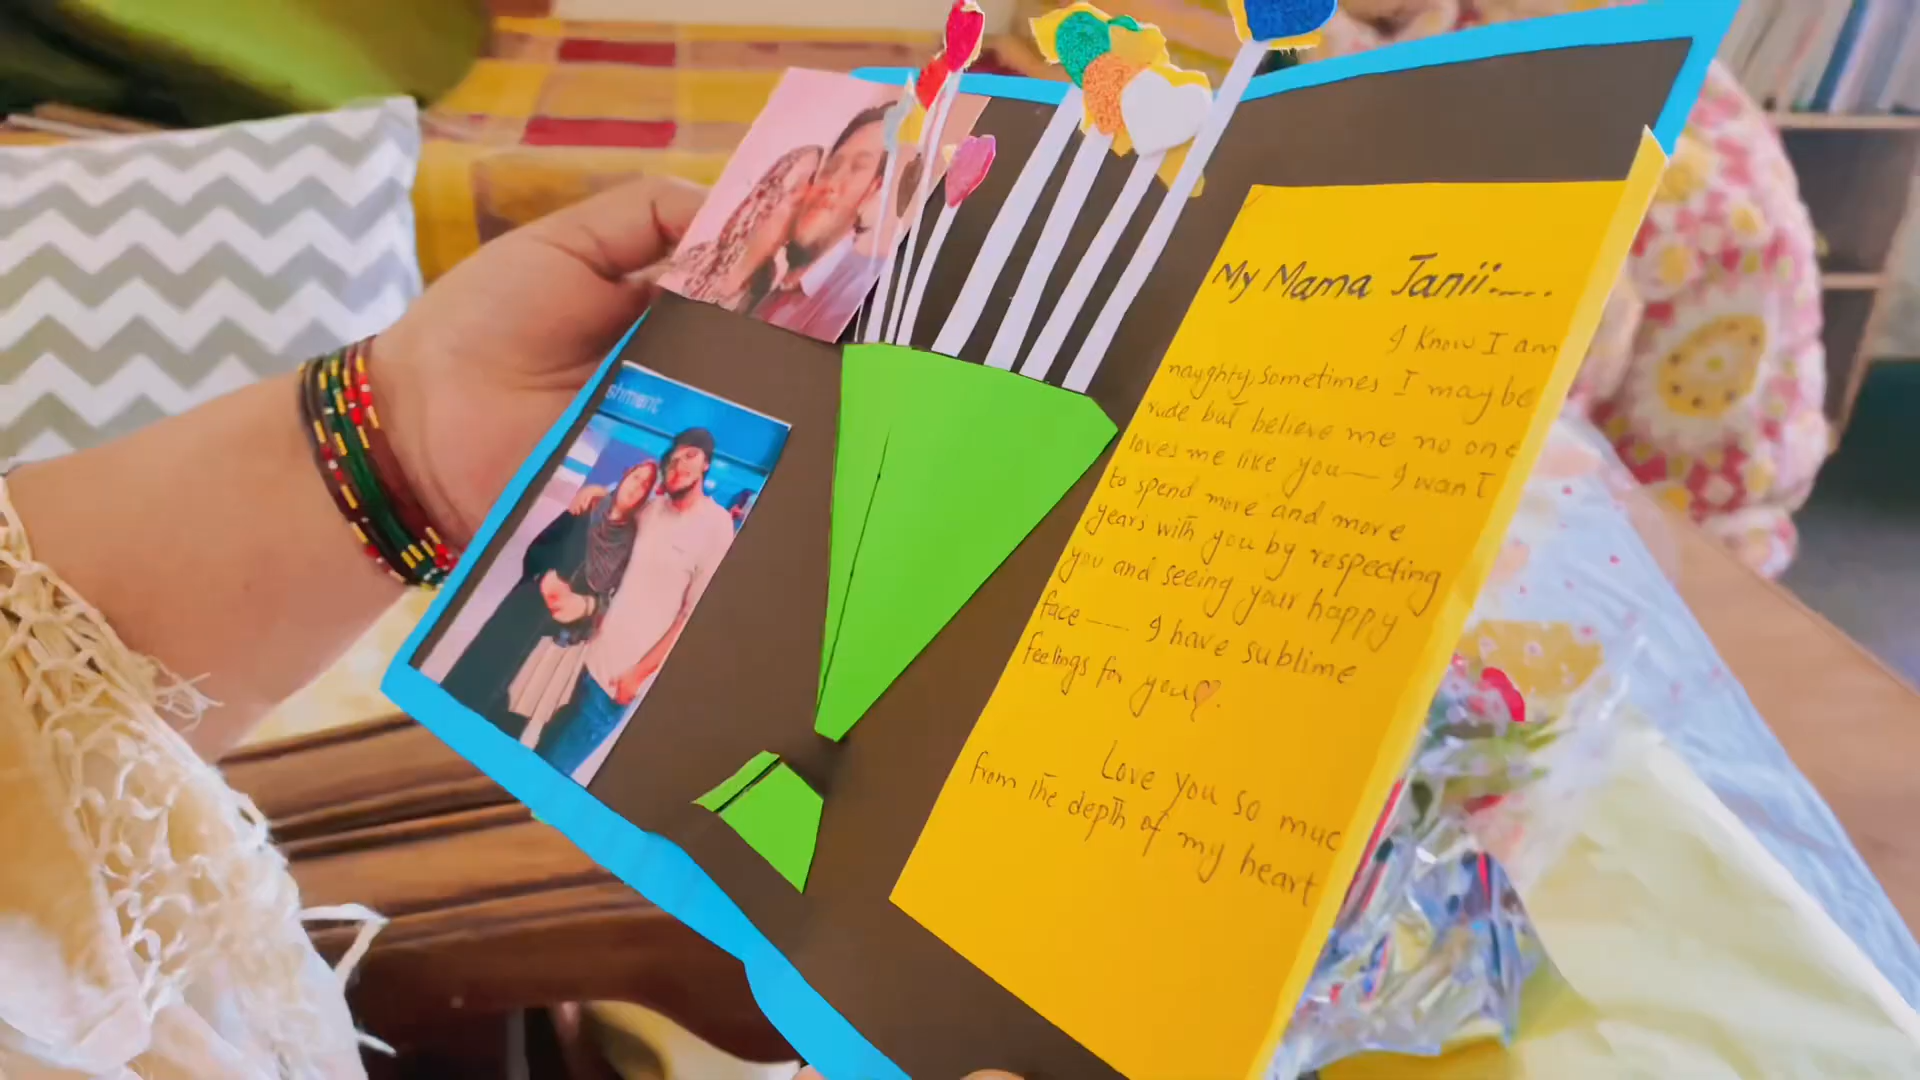 shment
My Mama Janii.....
I know I am
nayghty, sometimes I may be
rude but believe me no one
loves me like you— I want
to spend more and more
years with you by respecting
you and seeing your happy
face —— I have sublime
feelings for you♡.
Love you so muc
from the depth of my heart